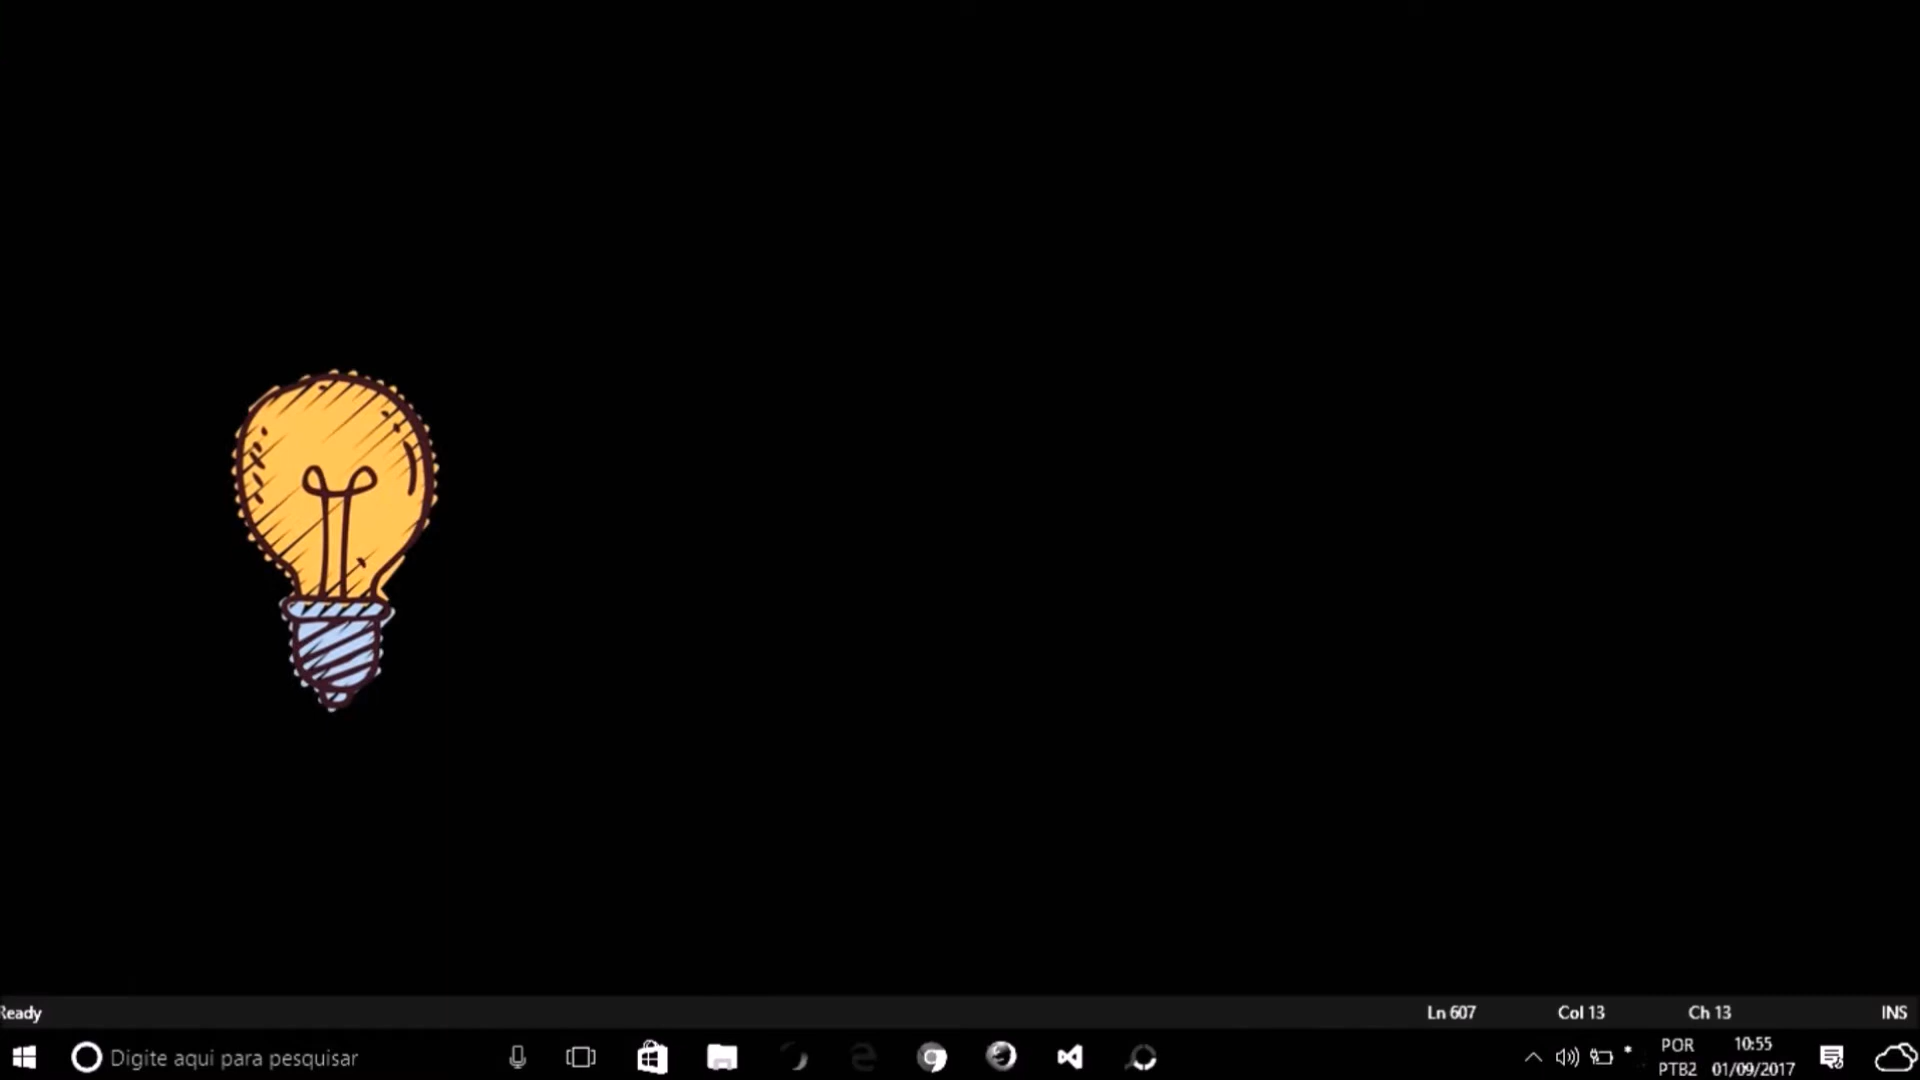 Ready Ln 607 Col 13 Ch 13 INS
Digite aqui para pesquisar
POR 10:55
PTB2 01/09/2017